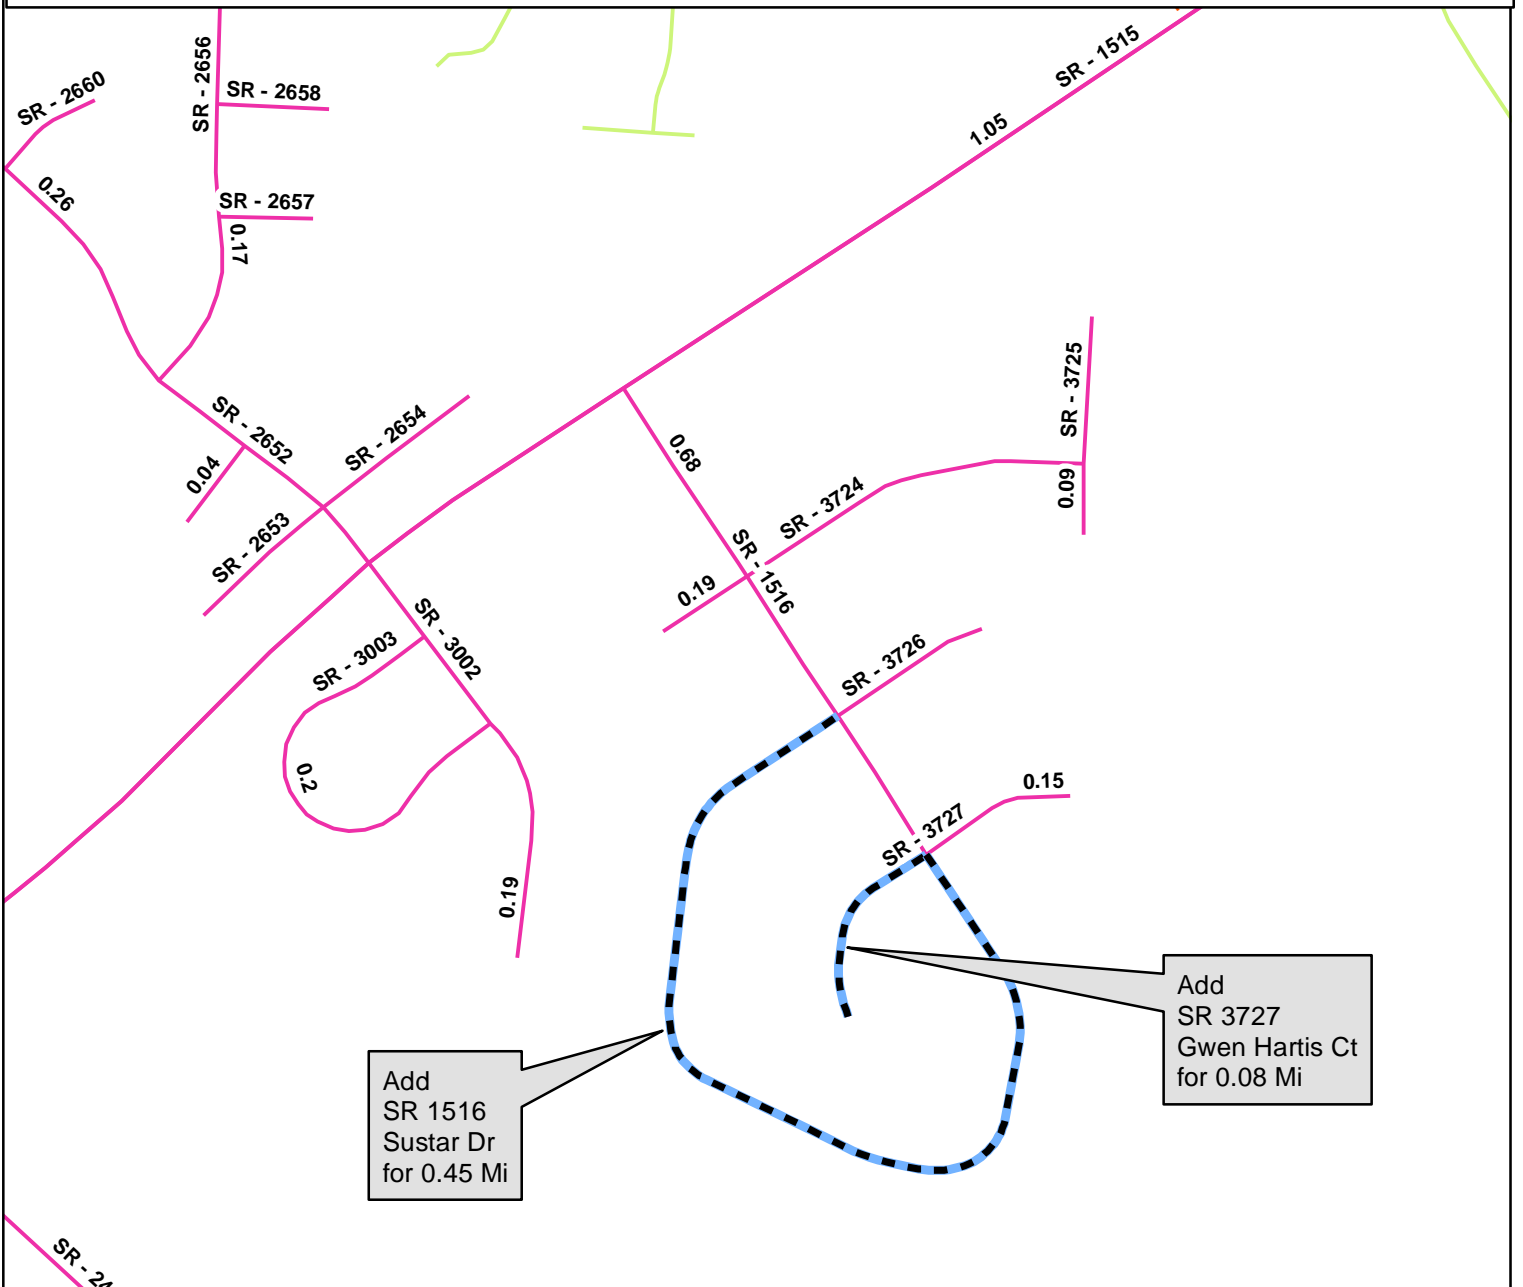 SR - 2656
SR - 1515
SR - 2660
SR - 2658
1.05
0.26
SR - 2657
0.17
SR - 3725
SR - 2652
SR - 2654
0.68
0.04
0.09
SR - 3724
SR - 2653
SR - 1516
0.19
SR - 3002
SR - 3003
SR - 3726
0.2
0.15
SR - 3727
0.19
Add
SR 3727
Gwen Hartis Ct
for 0.08 Mi
Add
SR 1516
Sustar Dr
for 0.45 Mi
SR - 24